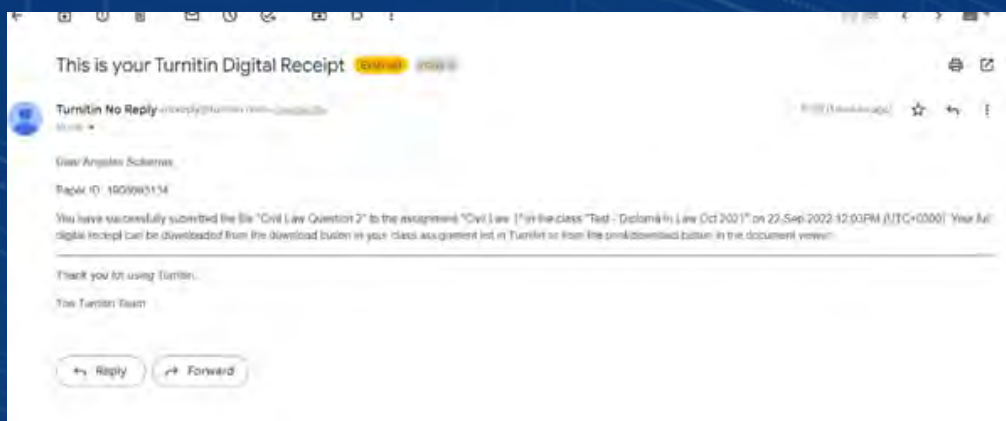 This is your Turnitin Digital Receipt External
Turnitin No Reply
Paper ID:
You have successfully submitted the file "Civil Law Question 2" to the assignment "Civil Law 1" in the class "Test - Diploma in Law Oct 2021" on 22-Sep-2022 12:03PM (UTC+0300). Your full
digital receipt can be downloaded from the download button in your class assignment list in Turnitin or from the print/download button in the document viewer.
Thank you for using Turnitin,
The Turnitin Team
Reply Forward